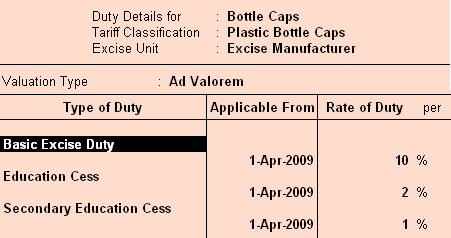 Duty Details for : Bottle Caps
Tariff Classification : Plastic Bottle Caps
Excise Unit : Excise Manufacturer
Valuation Type : Ad Valorem
Type of Duty Applicable From Rate of Duty per
Basic Excise Duty
1-Apr-2009 10 %
Education Cess
1-Apr-2009 2 %
Secondary Education Cess
1-Apr-2009 1 %